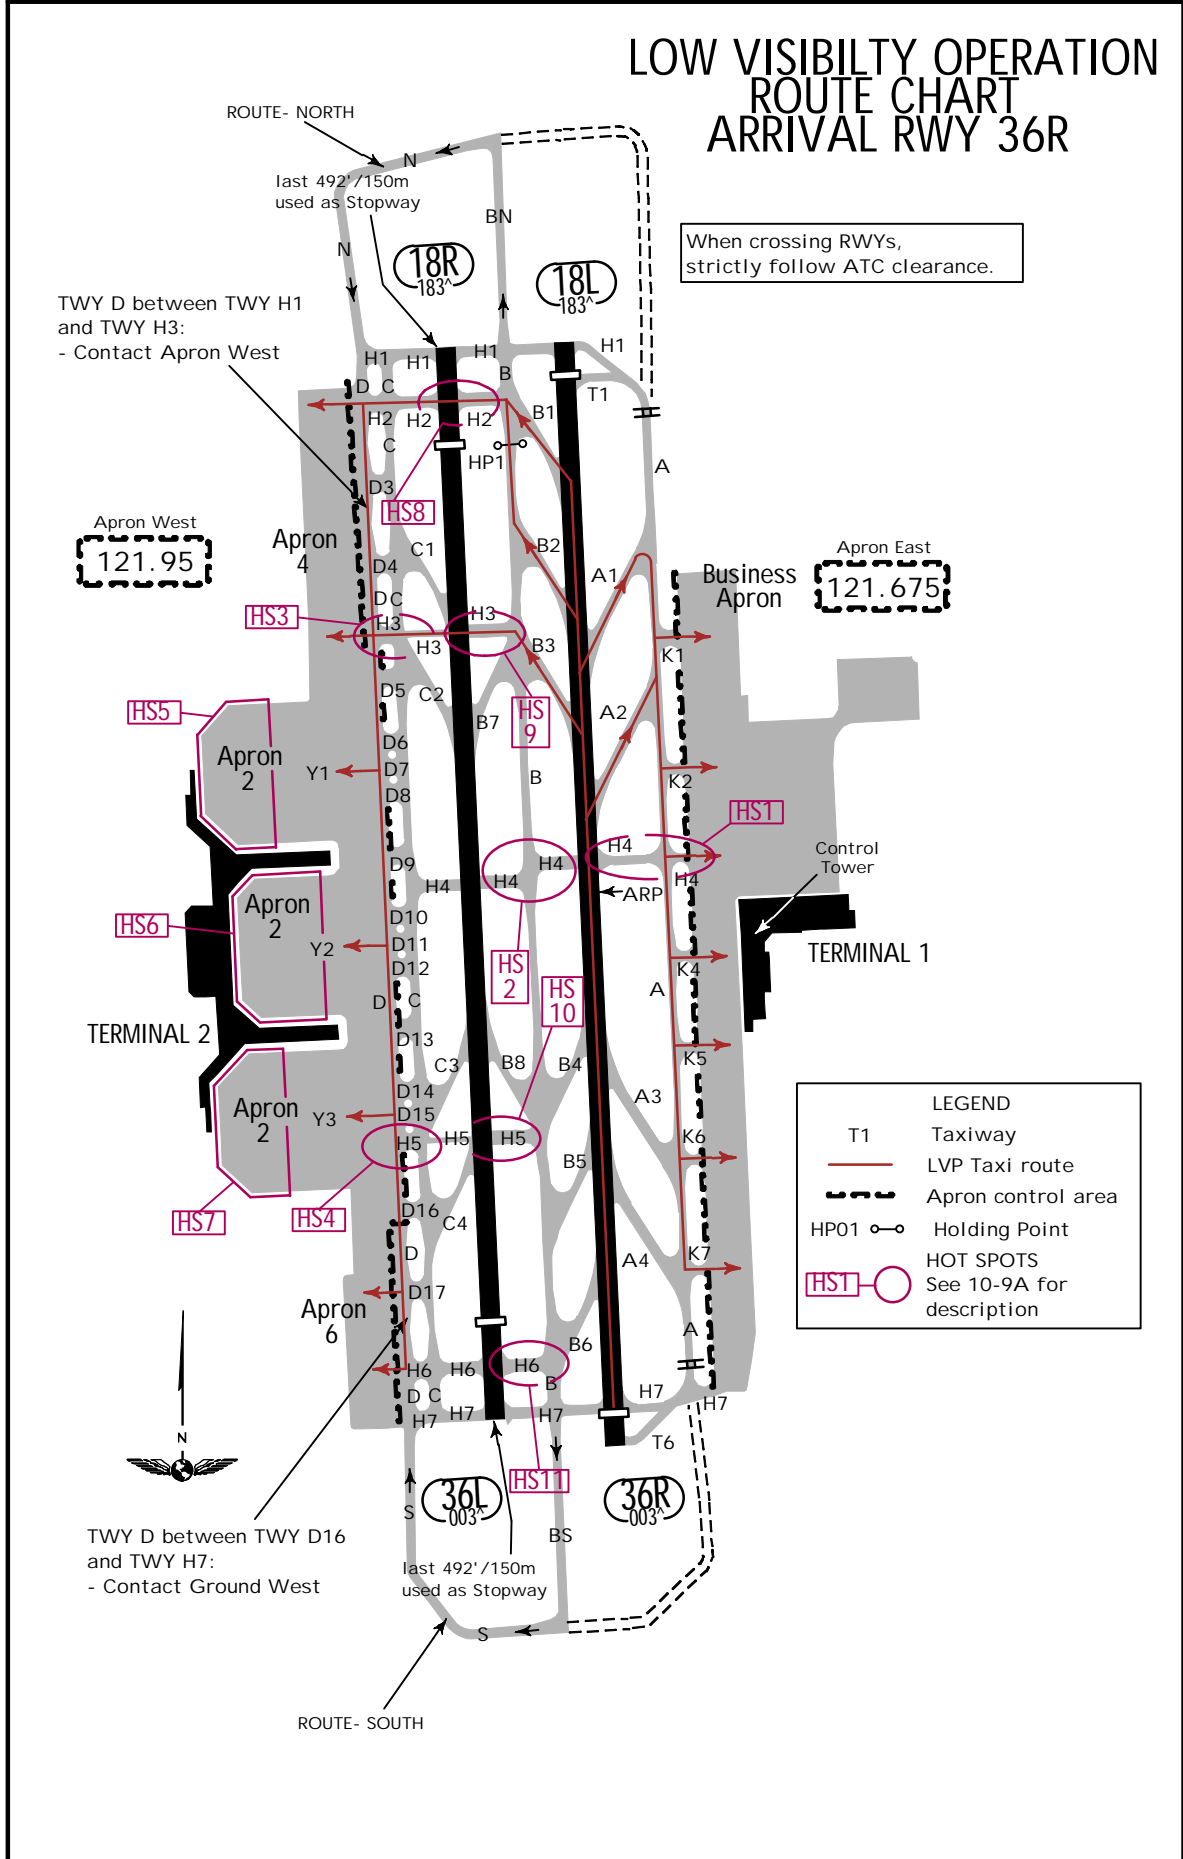 LOW VISIBILTY OPERATION
ROUTE CHART
ARRIVAL RWY 36R
ROUTE- NORTH
N
last 492'/150m
used as Stopway
BN
N
18R
183^
18L
183^
When crossing RWYs,
strictly follow ATC clearance.
TWY D between TWY H1
and TWY H3:
- Contact Apron West
H1
H1
H1
H1
B
D C
T1
H2
H2
H2
B1
C
HP1
A
D3
HS8
Apron West
121.95
Apron
4
C1
B2
D4
A1
Business
Apron
Apron East
121.675
DC
HS3
H3
H3
H3
B3
K1
D5
C2
HS5
HS
9
A2
B7
Apron
2
D6
Y1
D7
B
K2
D8
HS1
H4
Control
Tower
D9
H4
H4
H4
H4
ARP
Apron
2
HS6
D10
Y2
D11
TERMINAL 1
D12
HS
2
K4
HS
10
D
C
A
TERMINAL 2
D13
C3
B8
B4
K5
D14
A3
Apron
2
Y3
D15
H5
H5
H5
K6
B5
HS7
HS4
D16
C4
D
A4
K7
D17
Apron
6
A
B6
H6
H6
H6
B
D C
H7
H7
H7
H7
H7
T6
LEGEND
T1 Taxiway
LVP Taxi route
Apron control area
HP01 Holding Point
HS1
HOT SPOTS
See 10-9A for
description
N
HS11
36L
003^
36R
003^
S
BS
TWY D between TWY D16
and TWY H7:
- Contact Ground West
last 492'/150m
used as Stopway
S
ROUTE- SOUTH